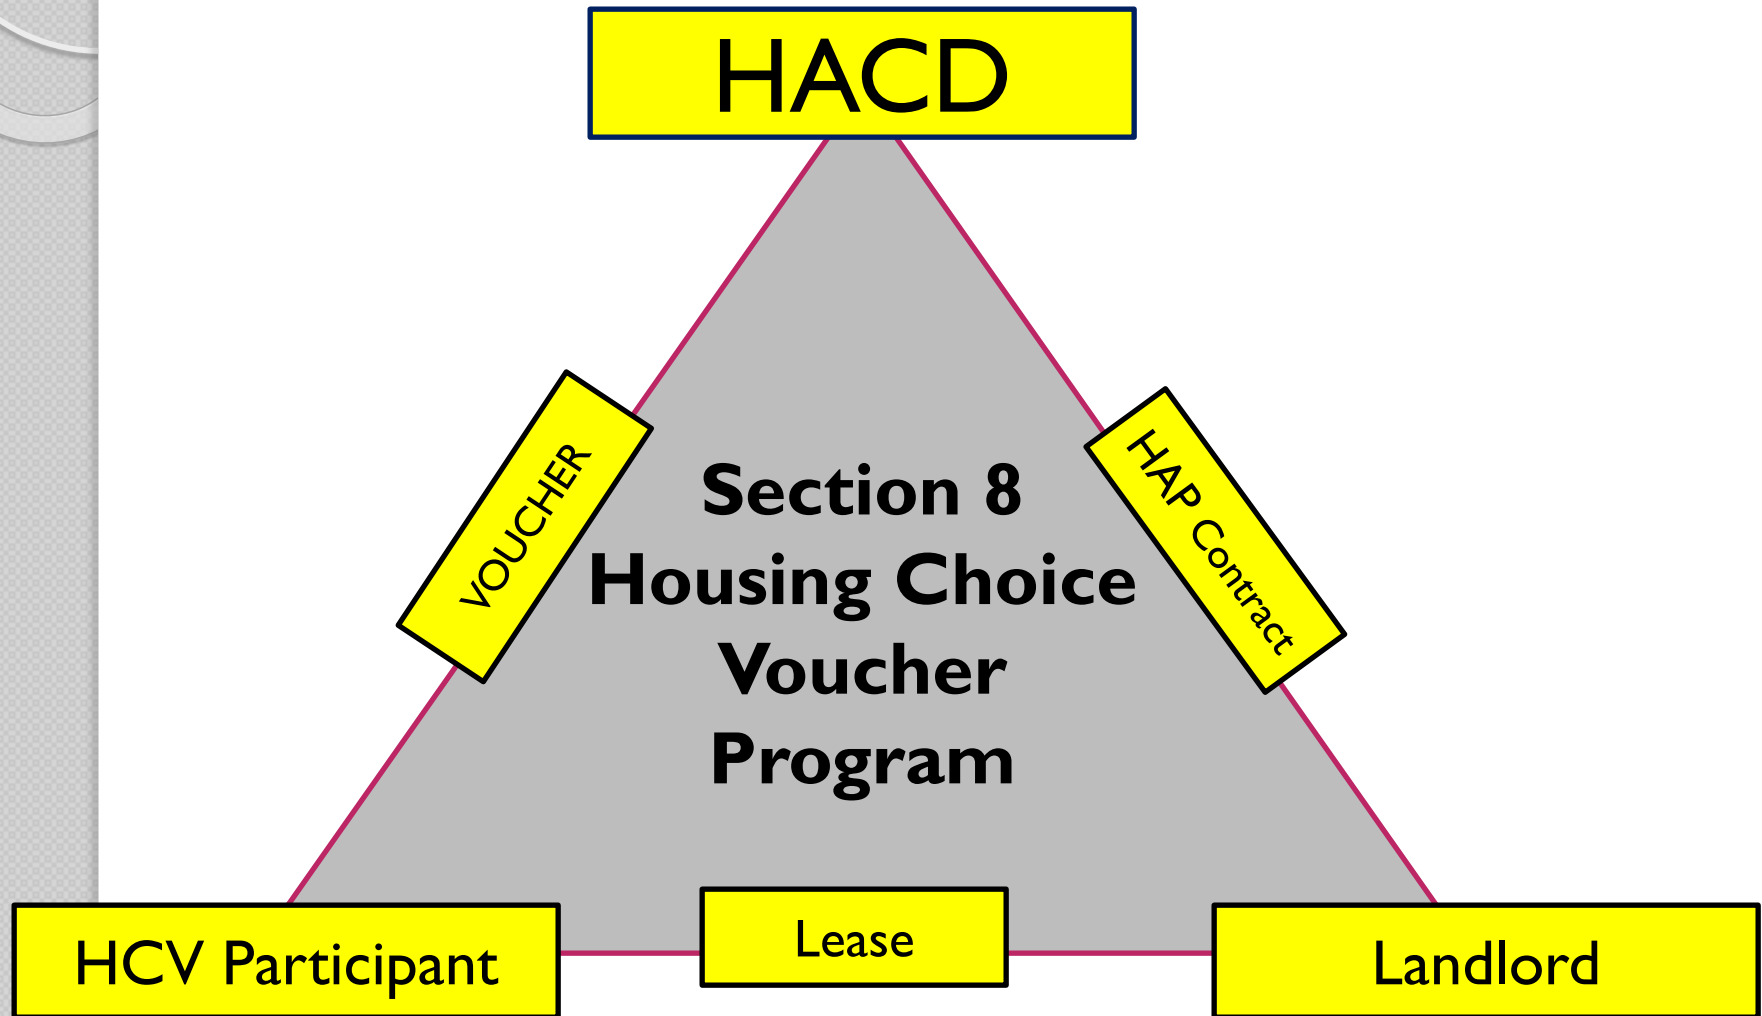 HACD
VOUCHER
HAP Contract
Section 8
Housing Choice
Voucher
Program
Lease
HCV Participant
Landlord